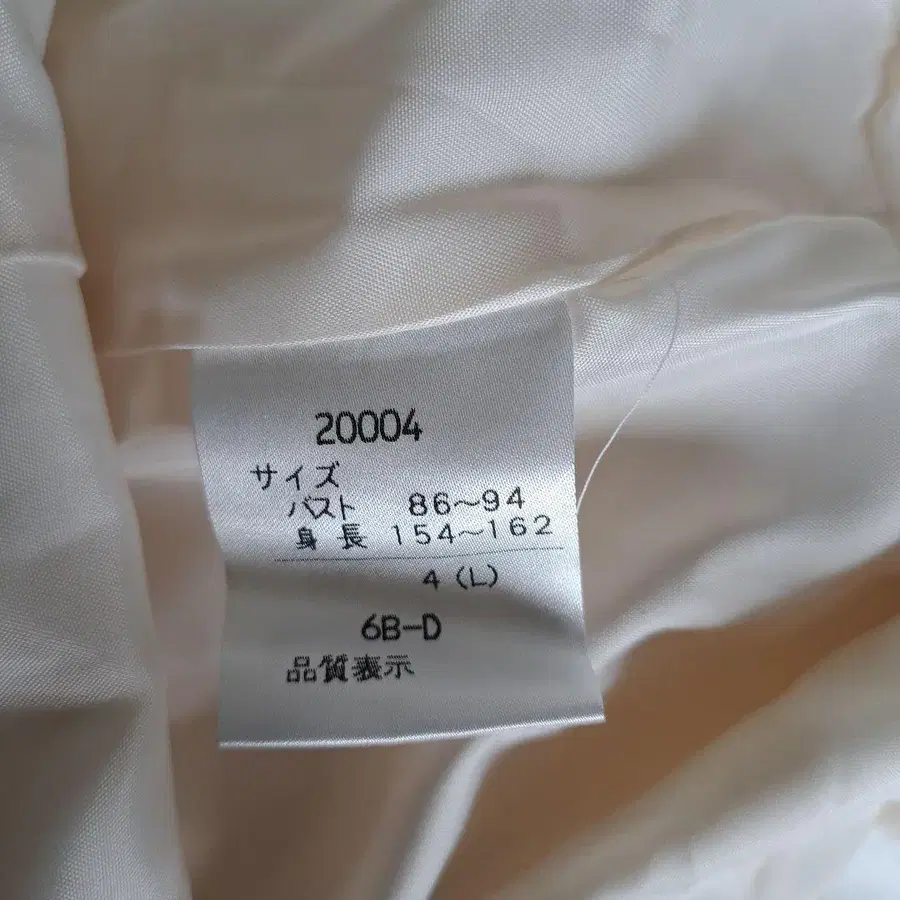 20004
サイズ
バスト 86〜94
身長 154〜162
4(L)
6B-D
品質表示